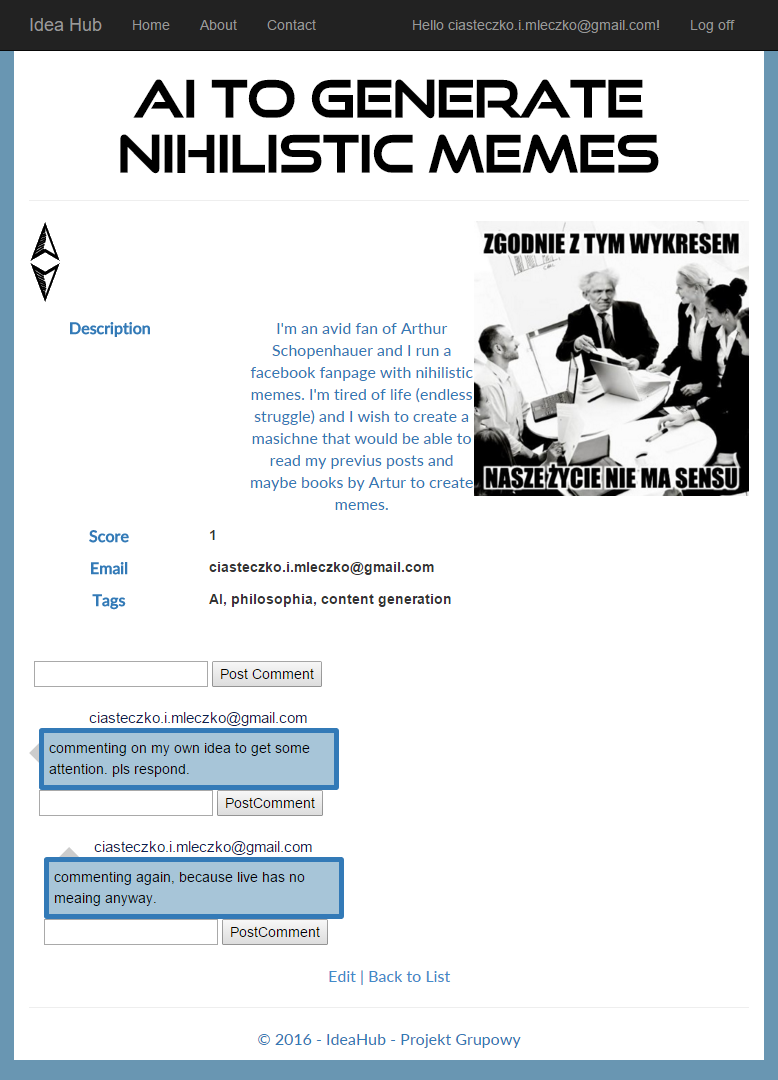 Idea Hub Home About Contact Hello ciasteczko.i.mleczko@gmail.com! Log off
AI TO GENERATE
NIHILISTIC MEMES
ZGODNIE Z TYM WYKRESEM
NASZE ŻYCIE NIE MA SENSU
Description
I'm an avid fan of Arthur
Schopenhauer and I run a
facebook fanpage with nihilistic
memes. I'm tired of life (endless
struggle) and I wish to create a
masichne that would be able to
read my previus posts and
maybe books by Artur to create
memes.
Score 1
Email ciasteczko.i.mleczko@gmail.com
Tags AI, philosophia, content generation
Post Comment
ciasteczko.i.mleczko@gmail.com
commenting on my own idea to get some
attention. pls respond.
PostComment
ciasteczko.i.mleczko@gmail.com
commenting again, because live has no
meaing anyway.
PostComment
Edit | Back to List
© 2016 - IdeaHub - Projekt Grupowy